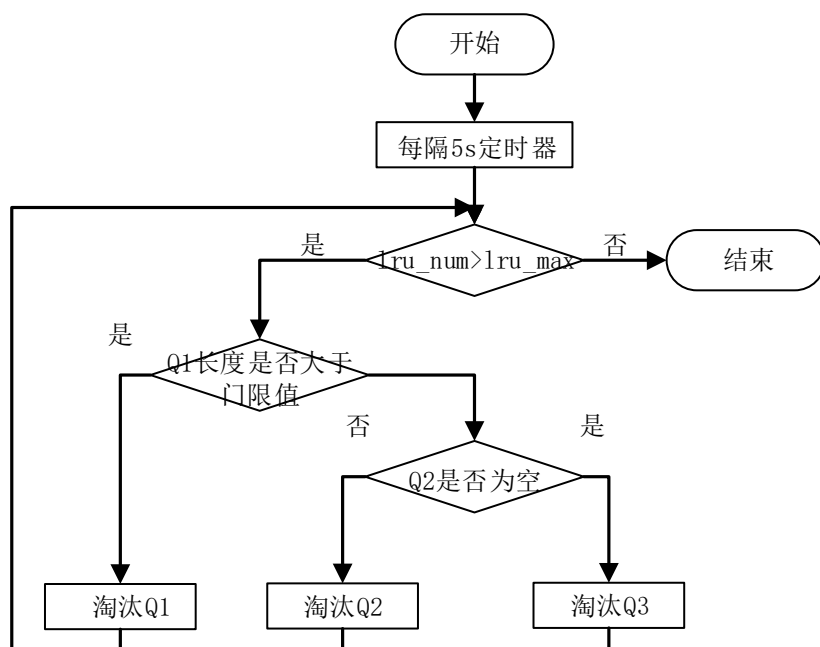 开始
每隔5s定时器
是
lru_num>lru_max
否
结束
是
Q1长度是否大于
门限值
否
是
Q2是否为空
淘汰Q1
淘汰Q2
淘汰Q3